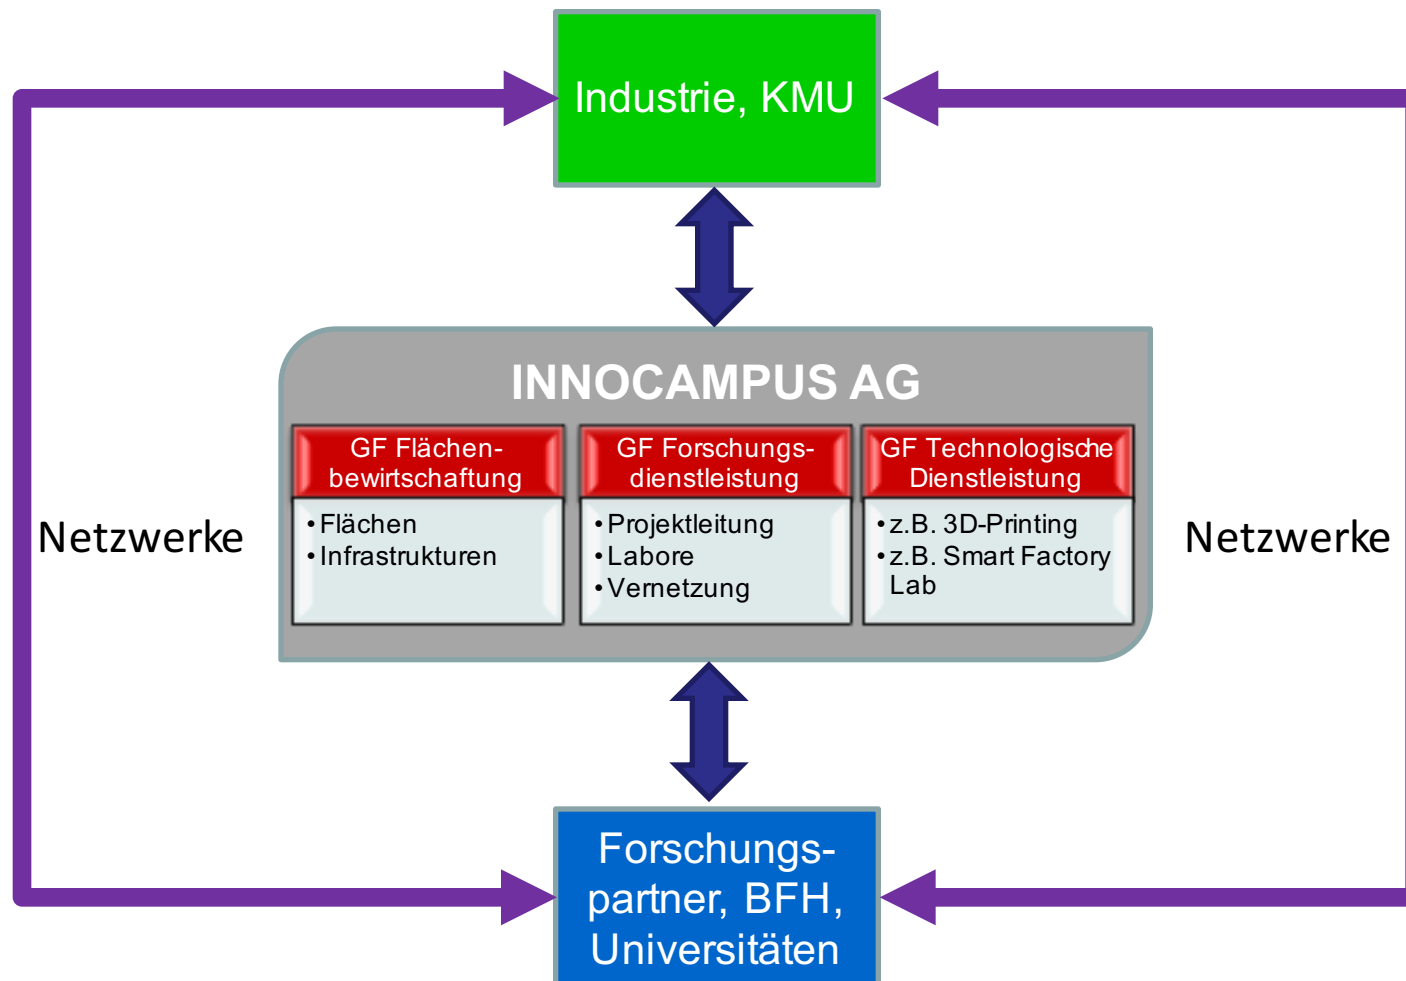 Industrie, KMU
INNOCAMPUS AG
GF Flächen-
bewirtschaftung
• Flächen
• Infrastrukturen
GF Forschungs-
dienstleistung
• Projektleitung
• Labore
• Vernetzung
GF Technologische
Dienstleistung
• z.B. 3D-Printing
• z.B. Smart Factory
Lab
Netzwerke
Netzwerke
Forschungs-
partner, BFH,
Universitäten